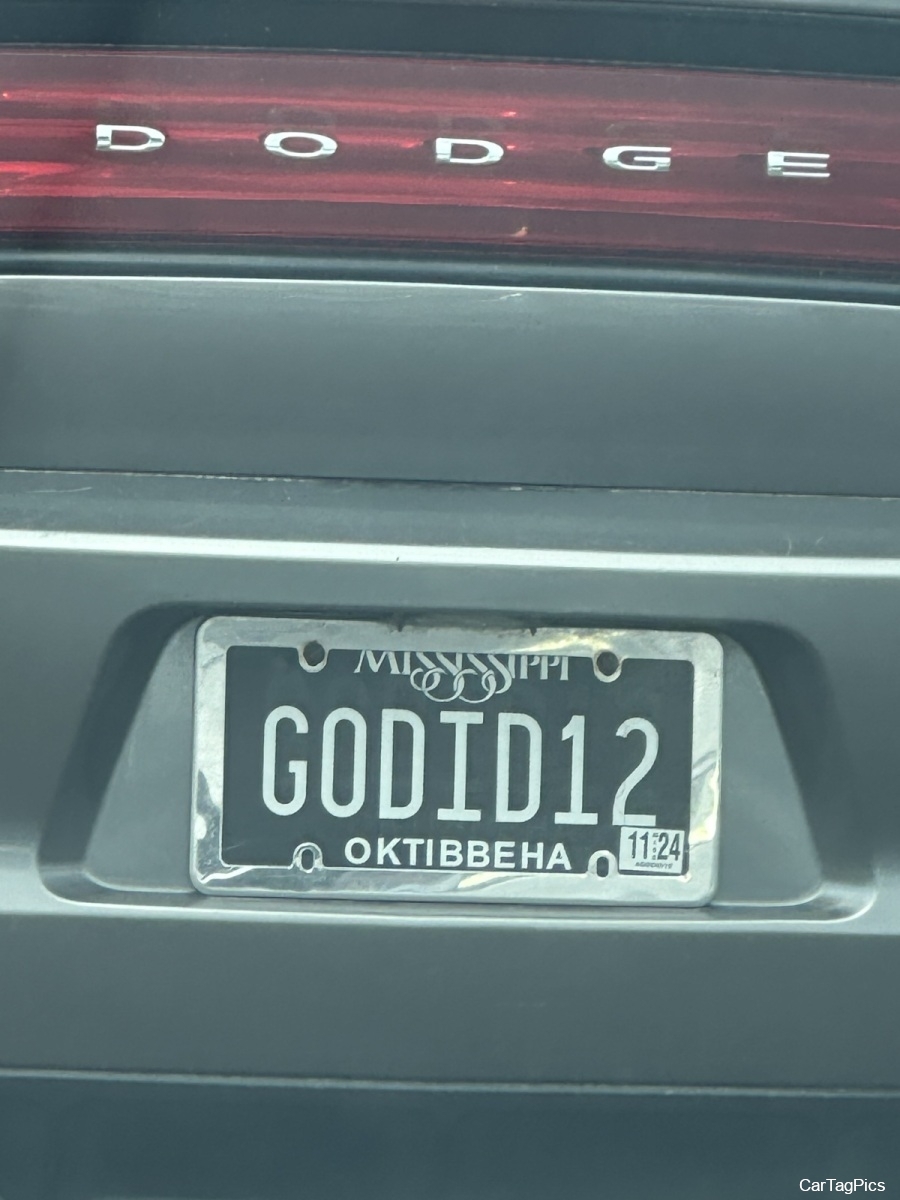 DODGE
MISSISSIPPI
GODID12
OKTIBBEHA
11 24
CarTagPics